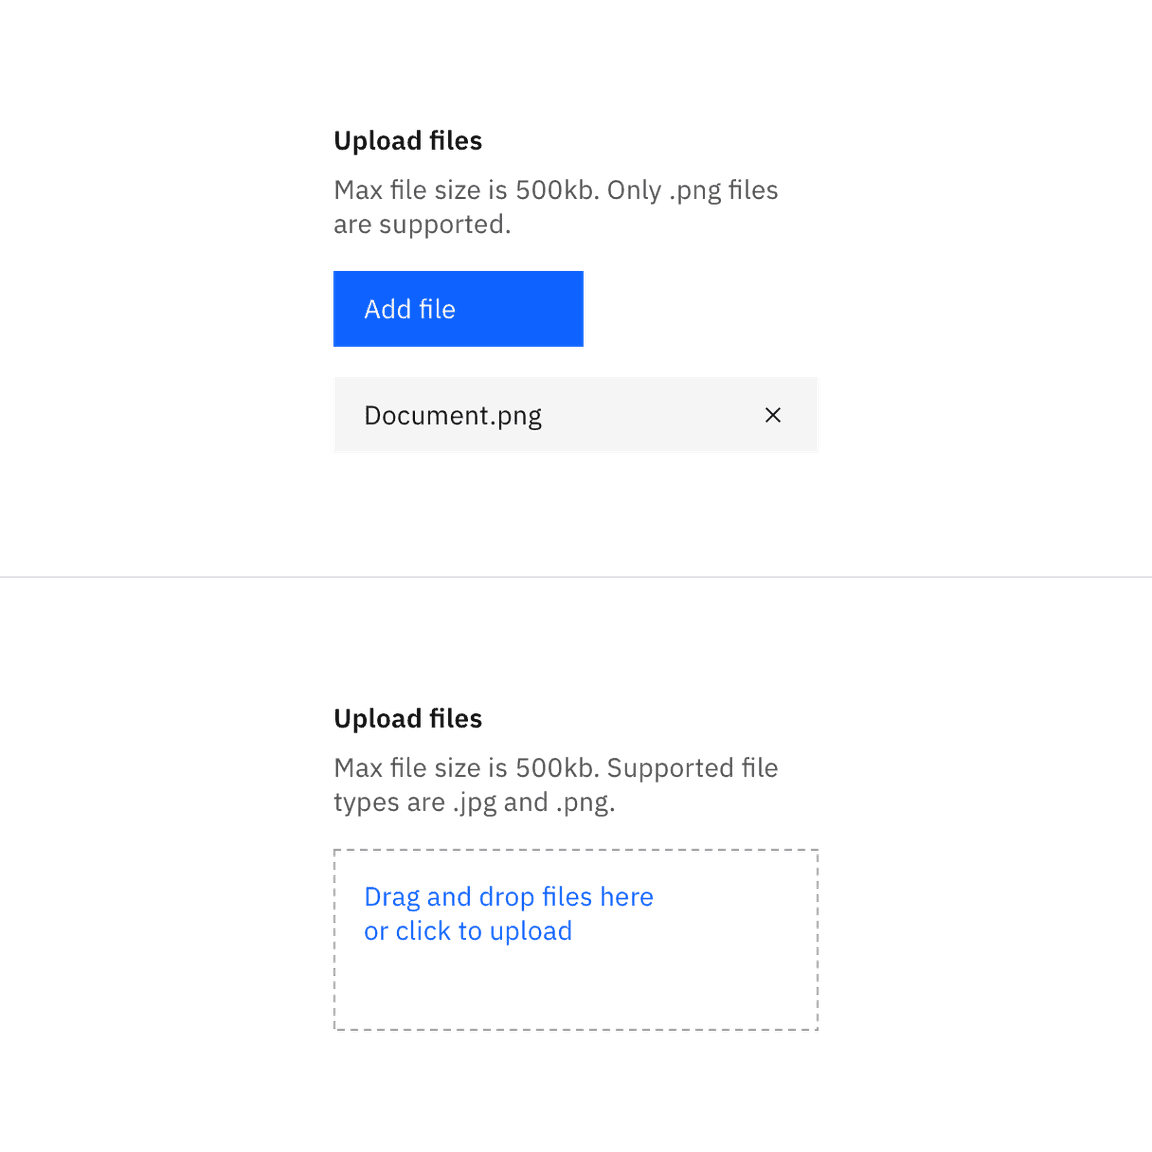 Upload files
Max file size is 500kb. Only .png files
are supported.
Add file
Document.png
Upload files
Max file size is 500kb. Supported file
types are .jpg and .png.
Drag and drop files here
or click to upload